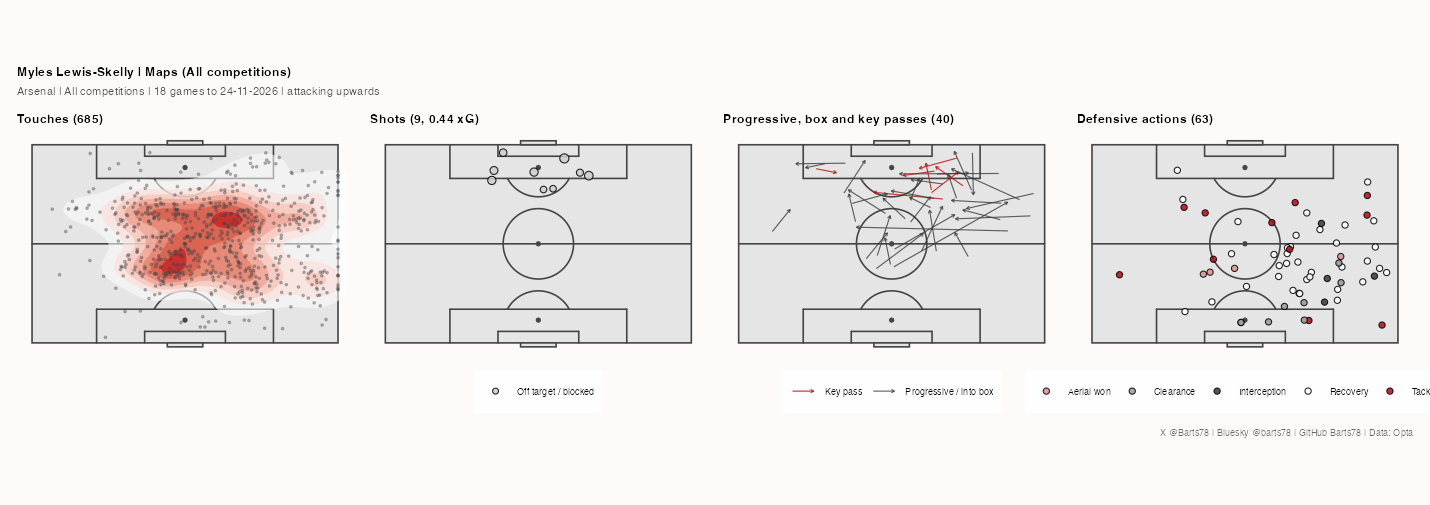 Myles Lewis-Skelly | Maps (All competitions)
Arsenal | All competitions | 18 games to 24-11-2026 | attacking upwards
Touches (685)
Shots (9, 0.44 xG)
Progressive, box and key passes (40)
Defensive actions (63)
Off target / blocked
Key pass
Progressive / into box
Aerial won
Clearance
Interception
Recovery
Tack
X @Barts78 | Bluesky @barts78 | GitHub Barts78 | Data: Opta